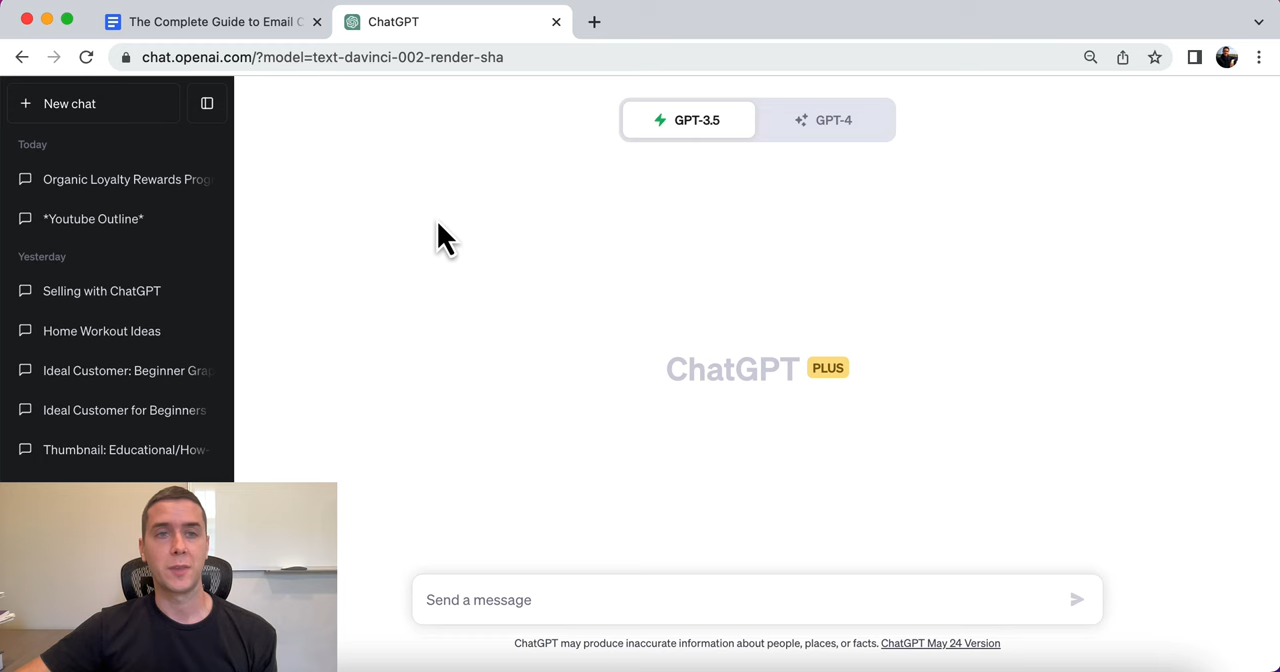 The Complete Guide to Email C
ChatGPT
chat.openai.com/?model=text-davinci-002-render-sha
New chat
GPT-3.5
GPT-4
Today
Organic Loyalty Rewards Prog
*Youtube Outline*
Yesterday
Selling with ChatGPT
Home Workout Ideas
Ideal Customer: Beginner Gra
Ideal Customer for Beginners
Thumbnail: Educational/How-
ChatGPT PLUS
Send a message
ChatGPT may produce inaccurate information about people, places, or facts. ChatGPT May 24 Version